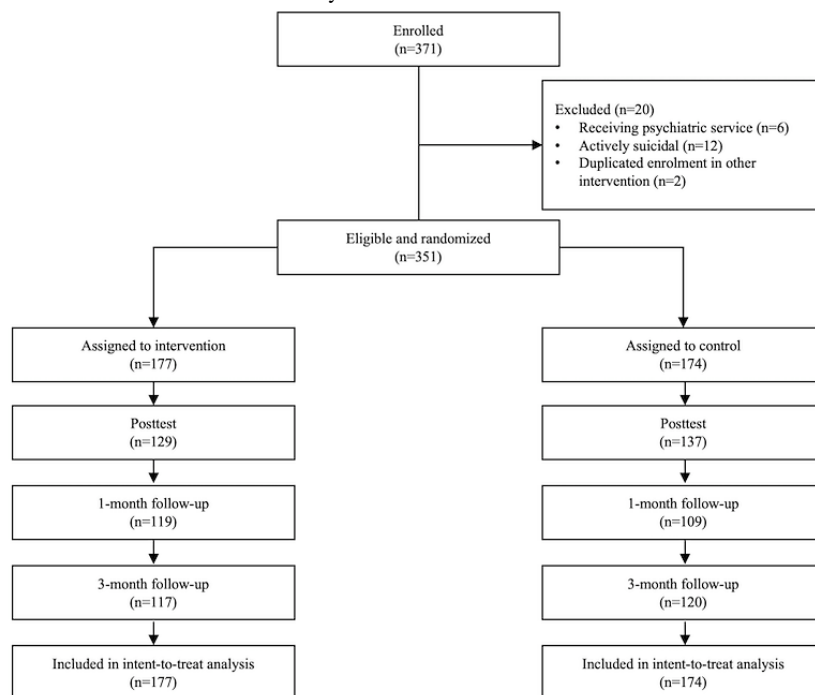 Enrolled
(n=371)
Excluded (n=20)
• Receiving psychiatric service (n=6)
• Actively suicidal (n=12)
• Duplicated enrolment in other
intervention (n=2)
Eligible and randomized
(n=351)
Assigned to intervention
(n=177)
Assigned to control
(n=174)
Posttest
(n=129)
Posttest
(n=137)
1-month follow-up
(n=119)
1-month follow-up
(n=109)
3-month follow-up
(n=117)
3-month follow-up
(n=120)
Included in intent-to-treat analysis
(n=177)
Included in intent-to-treat analysis
(n=174)